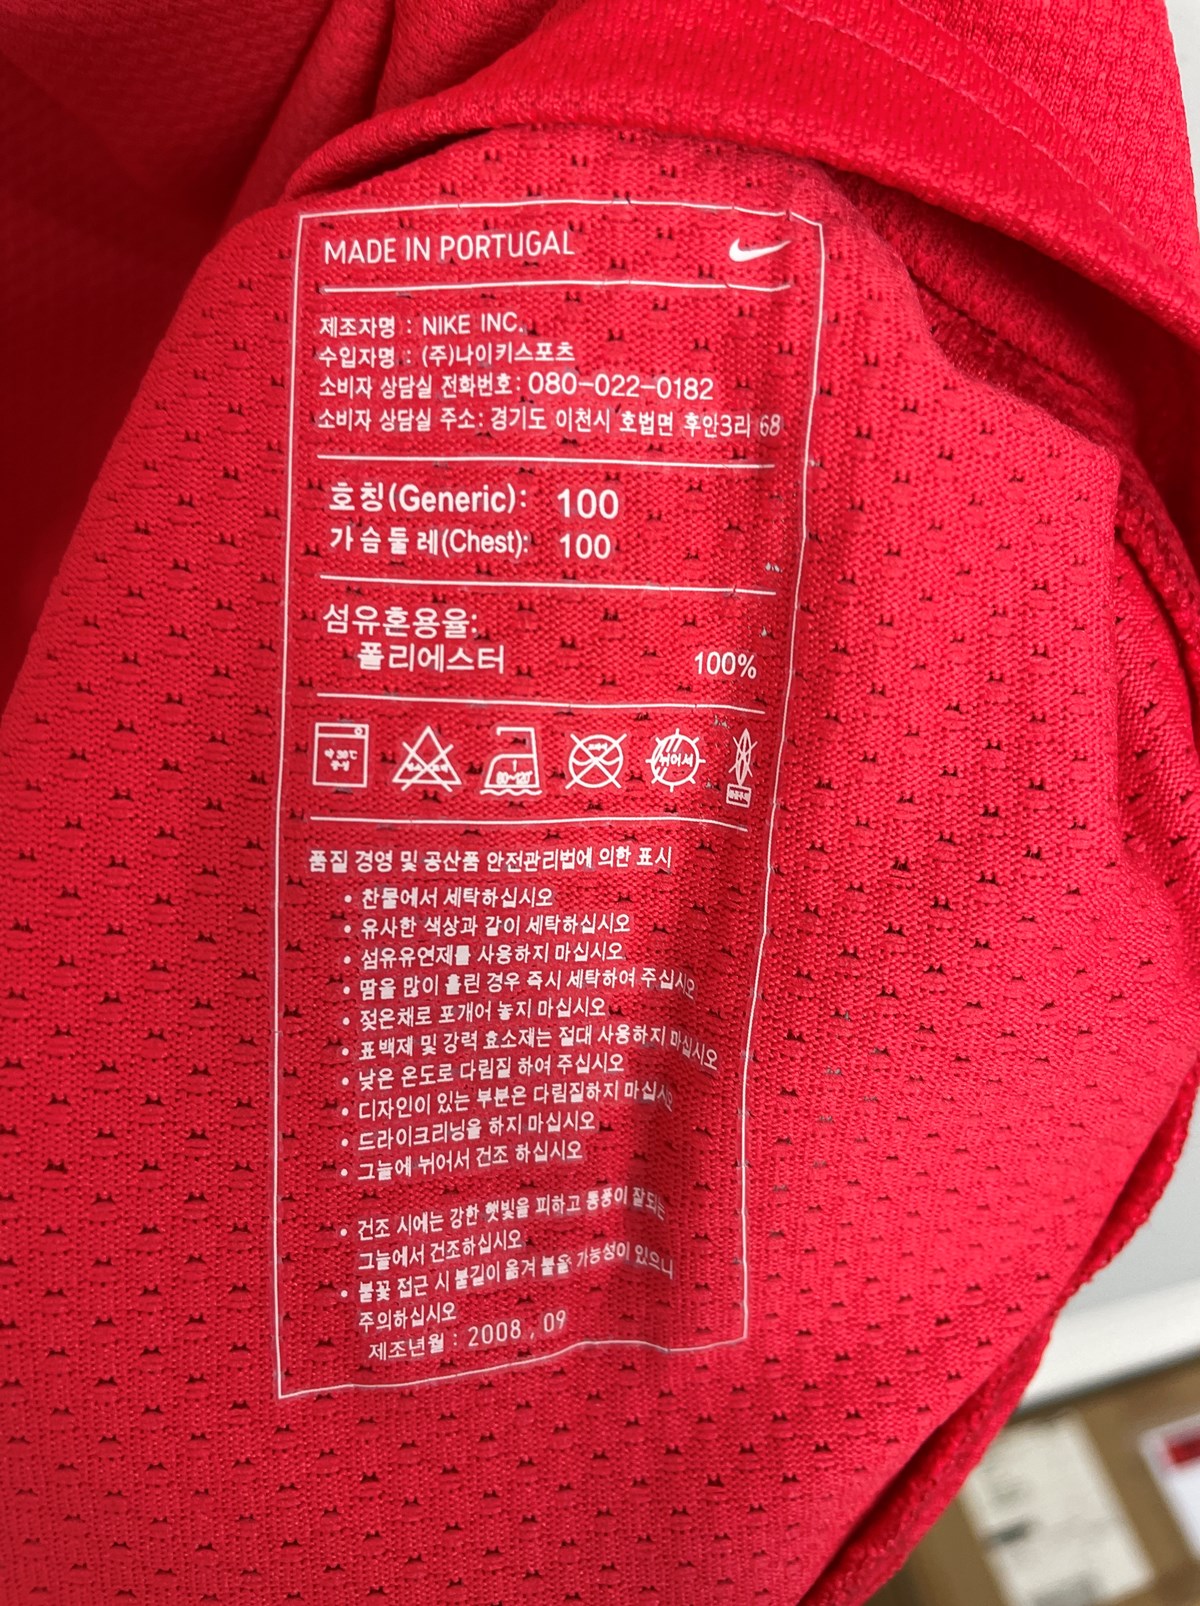 MADE IN PORTUGAL
제조자명 : NIKE INC.
수입자명 : (주)나이키스포츠
소비자 상담실 전화번호 : 080-022-0182
소비자 상담실 주소 : 경기도 이천시 호법면 후안3리 68
호칭(Generic): 100
가슴둘레(Chest): 100
섬유혼용율:
폴리에스터 100%
약 30℃
중성
80~120°
뉘어서
품질 경영 및 공산품 안전관리법에 의한 표시
• 찬물에서 세탁하십시오
• 유사한 색상과 같이 세탁하십시오
• 섬유유연제를 사용하지 마십시오
• 땀을 많이 흘린 경우 즉시 세탁하여 주십시오
• 젖은채로 포개어 놓지 마십시오
• 표백제 및 강력 효소제는 절대 사용하지 마십시오
• 낮은 온도로 다림질 하여 주십시오
• 디자인이 있는 부분은 다림질하지 마십시오
• 드라이크리닝을 하지 마십시오
• 그늘에 뉘어서 건조 하십시오
• 건조 시에는 강한 햇빛을 피하고 통풍이 잘되는
그늘에서 건조하십시오
• 불꽃 접근 시 불길이 옮겨 붙을 가능성이 있으니
주의하십시오
제조년월 : 2008 , 09